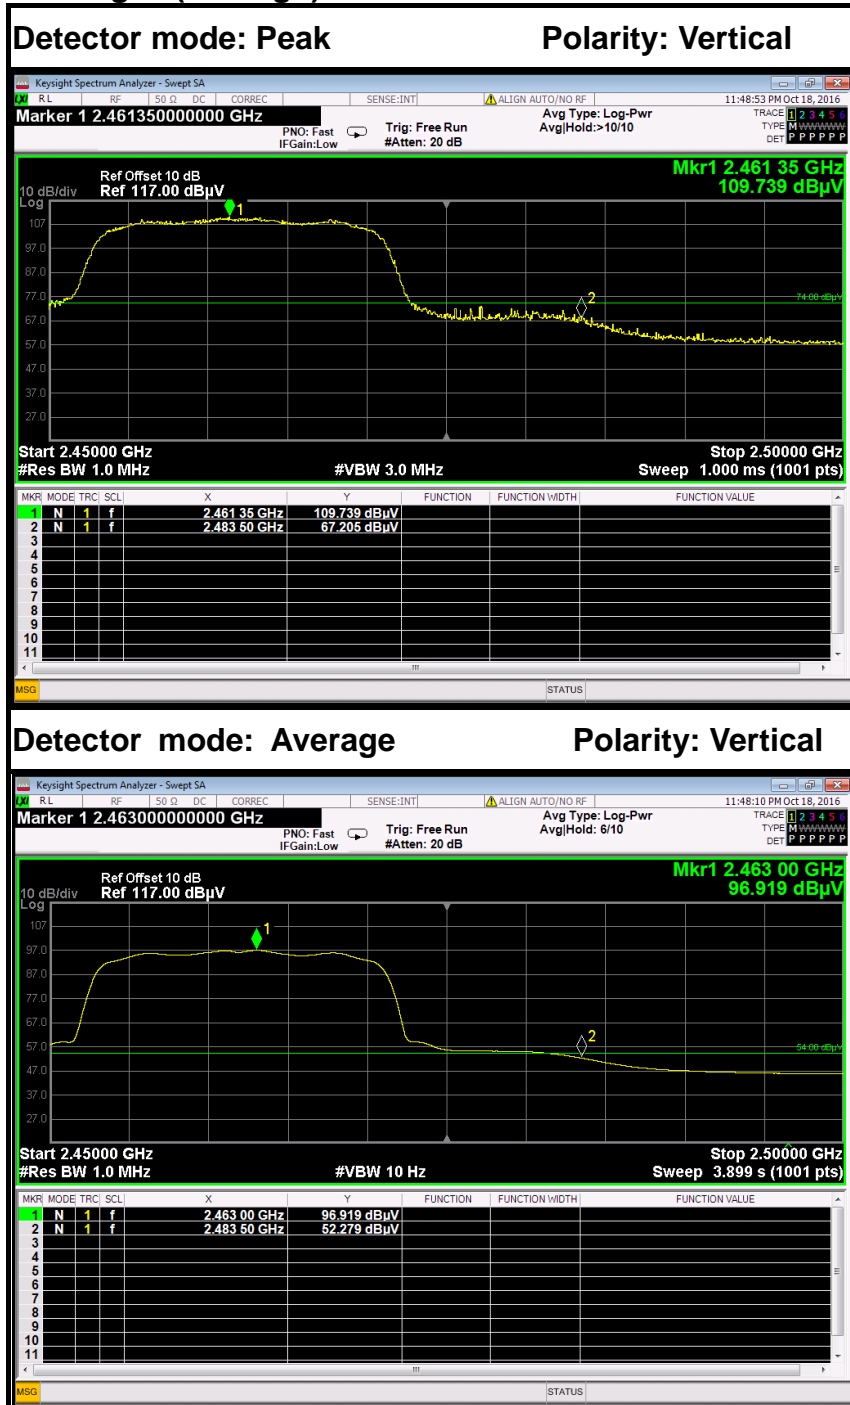 Detector mode: Peak Polarity: Vertical
Keysight Spectrum Analyzer - Swept SA
LXI RL RF 50 Ω DC CORREC SENSE:INT ALIGN AUTO/NO RF 11:48:53 PM Oct 18, 2016
Marker 1 2.461350000000 GHz
PNO: Fast
IFGain:Low
Trig: Free Run
#Atten: 20 dB
Avg Type: Log-Pwr
Avg|Hold:>10/10
TRACE 1 2 3 4 5 6
TYPE M WWWWW
DET P P P P P P
Mkr1 2.461 35 GHz
109.739 dBµV
Ref Offset 10 dB
10 dB/div Ref 117.00 dBµV
Log
1
107
97.0
87.0
77.0
74.00 dBµV
2
67.0
57.0
47.0
37.0
27.0
Start 2.45000 GHz Stop 2.50000 GHz
#Res BW 1.0 MHz #VBW 3.0 MHz Sweep 1.000 ms (1001 pts)
MKR MODE TRC SCL X Y FUNCTION FUNCTION WIDTH FUNCTION VALUE
1 N 1 f 2.461 35 GHz 109.739 dBµV
2 N 1 f 2.483 50 GHz 67.205 dBµV
3
4
5
6
7
8
9
10
11
MSG STATUS
Detector mode: Average Polarity: Vertical
Keysight Spectrum Analyzer - Swept SA
LXI RL RF 50 Ω DC CORREC SENSE:INT ALIGN AUTO/NO RF 11:48:10 PM Oct 18, 2016
Marker 1 2.463000000000 GHz
PNO: Fast
IFGain:Low
Trig: Free Run
#Atten: 20 dB
Avg Type: Log-Pwr
Avg|Hold: 6/10
TRACE 1 2 3 4 5 6
TYPE M WWWWW
DET P P P P P P
Mkr1 2.463 00 GHz
96.919 dBµV
Ref Offset 10 dB
10 dB/div Ref 117.00 dBµV
Log
107
1
97.0
87.0
77.0
67.0
2
57.0
54.00 dBµV
47.0
37.0
27.0
Start 2.45000 GHz Stop 2.50000 GHz
#Res BW 1.0 MHz #VBW 10 Hz Sweep 3.899 s (1001 pts)
MKR MODE TRC SCL X Y FUNCTION FUNCTION WIDTH FUNCTION VALUE
1 N 1 f 2.463 00 GHz 96.919 dBµV
2 N 1 f 2.483 50 GHz 52.279 dBµV
3
4
5
6
7
8
9
10
11
MSG STATUS